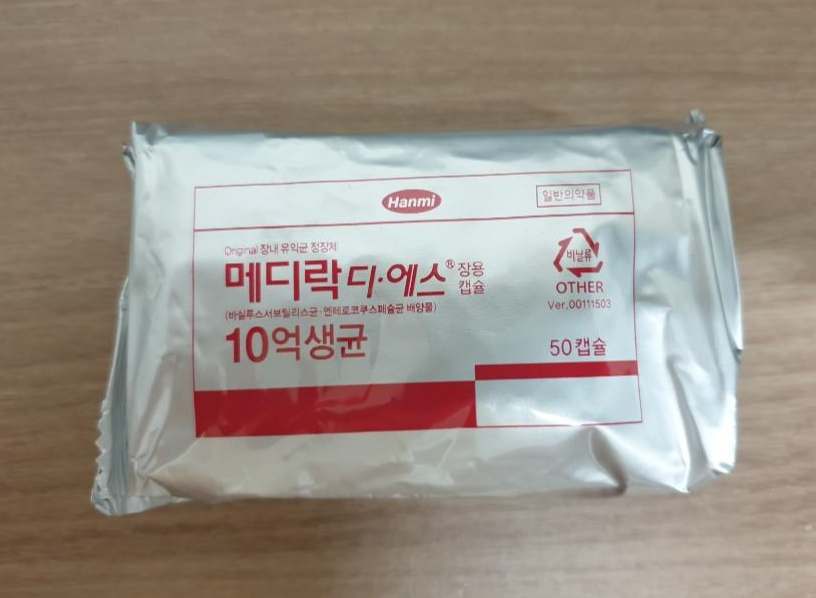 Hanmi
일반의약품
Original 장내 유익균 정장제
메디락 디·에스® 장용 캡슐
(바실루스서브틸리스균·엔테로코쿠스페슘균 배양물)
10억생균
비닐류
OTHER
Ver.00111503
50캡슐